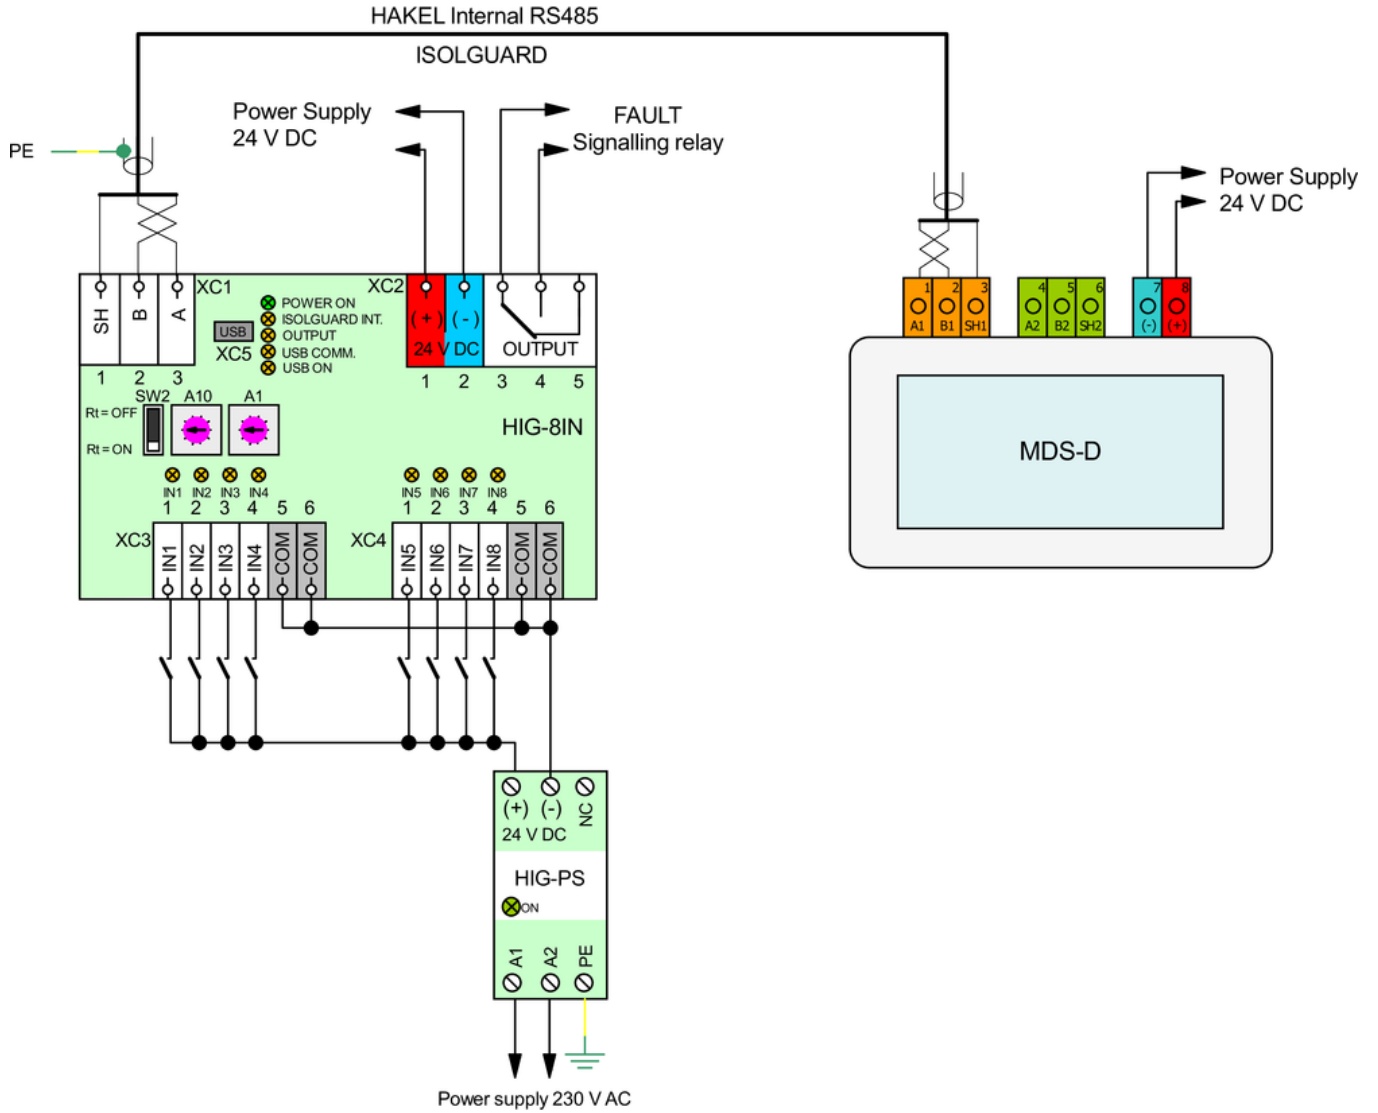 HAKEL Internal RS485
ISOLGUARD
Power Supply
24 V DC
FAULT
Signalling relay
PE
Power Supply
24 V DC
SH
B
A
XC1
1 2 3
POWER ON
ISOLGUARD INT.
OUTPUT
USB COMM.
USB ON
USB
XC5
XC2
(+) (-)
24 V DC
OUTPUT
1 2 3 4 5
SW2 A10 A1
Rt = OFF
Rt = ON
HIG-8IN
IN1 IN2 IN3 IN4
1 2 3 4 5 6
XC3
IN1 IN2 IN3 IN4 COM COM
IN5 IN6 IN7 IN8
1 2 3 4 5 6
XC4
IN5 IN6 IN7 IN8 COM COM
1 2 3
A1 B1 SH1
4 5 6
A2 B2 SH2
7 8
(-) (+)
MDS-D
(+) (-) NC
24 V DC
HIG-PS
ON
A1 A2 PE
Power supply 230 V AC